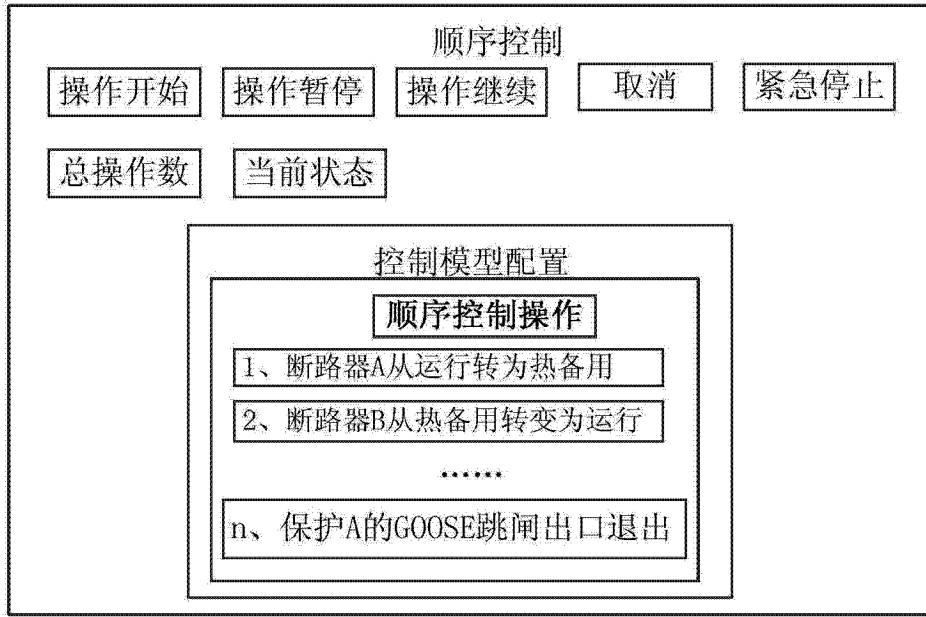 顺序控制
操作开始 操作暂停 操作继续 取消 紧急停止
总操作数 当前状态
控制模型配置
顺序控制操作
1、断路器A从运行转为热备用
2、断路器B从热备用转变为运行
……
n、保护A的GOOSE跳闸出口退出